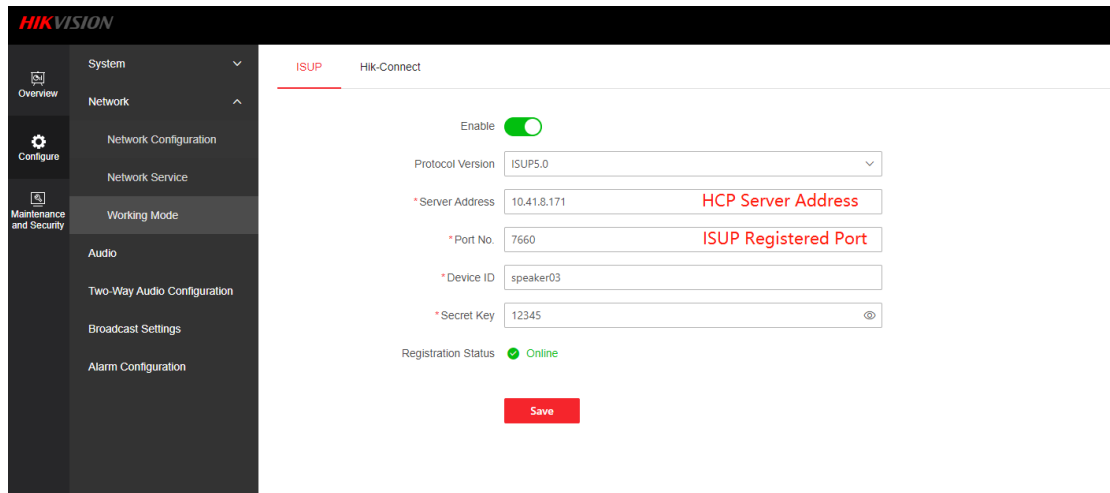 HIKVISION
Overview
Configure
Maintenance
and Security
System
Network
Network Configuration
Network Service
Working Mode
Audio
Two-Way Audio Configuration
Broadcast Settings
Alarm Configuration
ISUP Hik-Connect
Enable
Protocol Version ISUP5.0
*Server Address 10.41.8.171 HCP Server Address
*Port No. 7660 ISUP Registered Port
*Device ID speaker03
*Secret Key 12345
Registration Status Online
Save